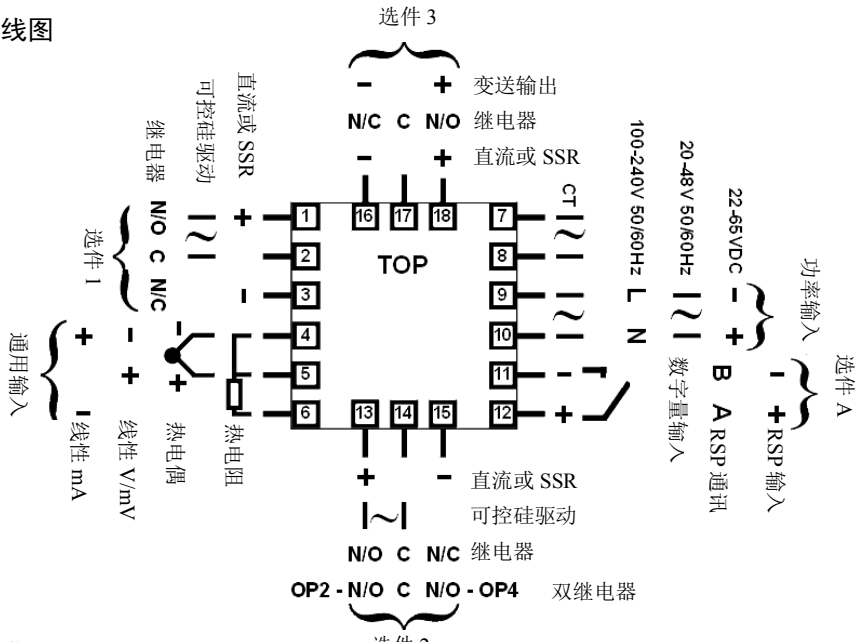 线图
选件 3
- + 变送输出
N/C C N/O 继电器
- + 直流或 SSR
直流或 SSR
可控硅驱动
继电器
N/O C N/C
选件 1
+
~
-
1
2
3
4
5
6
16 17 18
TOP
7
8
9
10
11
12
13 14 15
CT
~
~
100-240V 50/60Hz
L N
20-48V 50/60Hz
~
22-65VDC
- +
功率输入
- +
数字量输入
B A
RSP 通讯
- +
RSP 输入
选件 A
通用输入
+ -
线性 mA
- +
线性 V/mV
- +
热电偶
热电阻
+ - 直流或 SSR
~ 可控硅驱动
N/O C N/C 继电器
OP2 - N/O C N/O - OP4 双继电器
选件 2